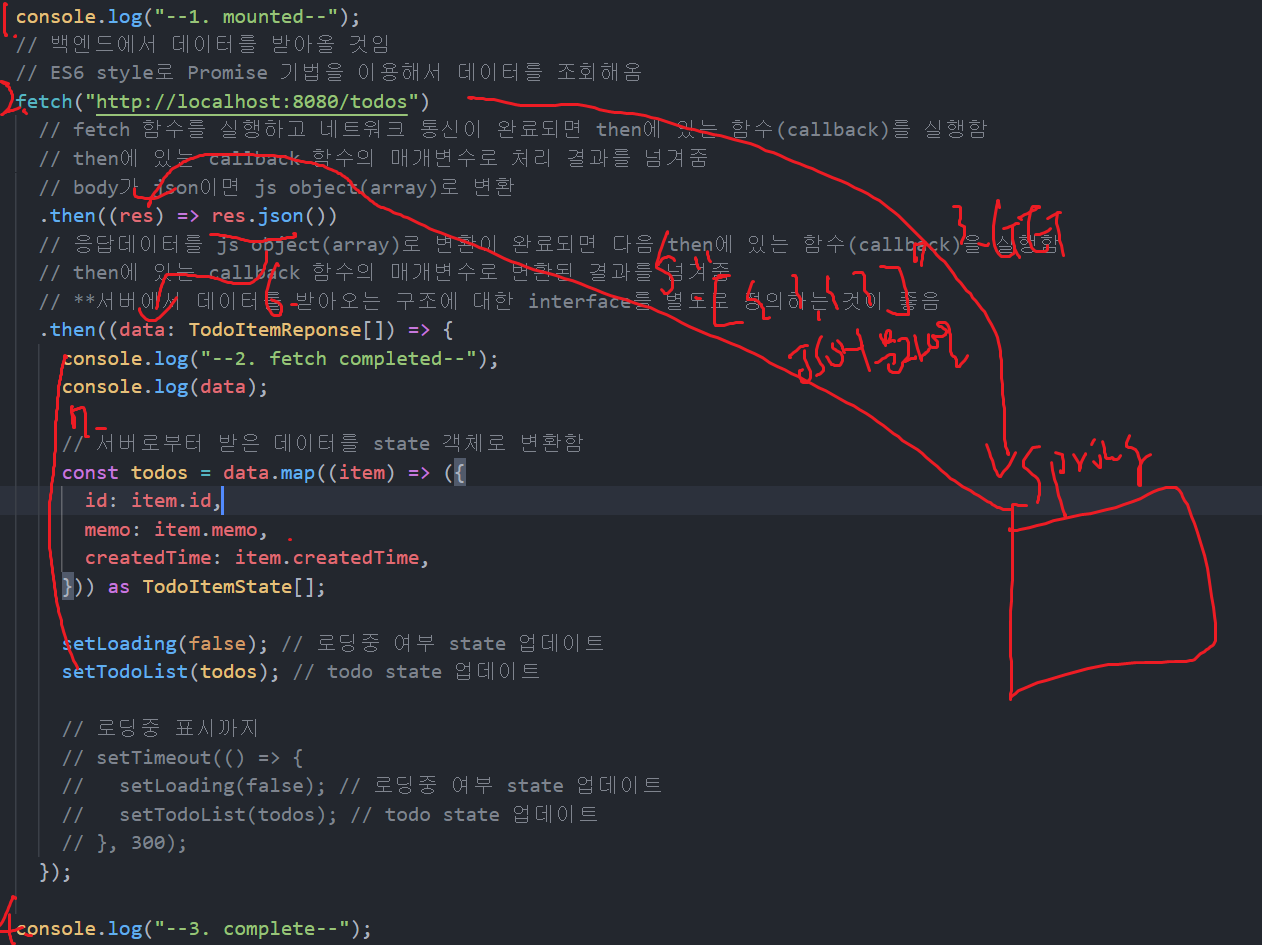 1.
console.log("--1. mounted--");
// 백엔드에서 데이터를 받아올 것임
// ES6 style로 Promise 기법을 이용해서 데이터를 조회해옴
2
fetch("http://localhost:8080/todos")
// fetch 함수를 실행하고 네트워크 통신이 완료되면 then에 있는 함수(callback)를 실행함
// then에 있는 callback 함수의 매개변수로 처리 결과를 넘겨줌
// body가 json이면 js object(array)로 변환
.then((res) => res.json())
// 응답데이터를 js object(array)로 변환이 완료되면 다음 then에 있는 함수(callback)을 실행함
// then에 있는 callback 함수의 매개변수로 변환된 결과를 넘겨줌
// **서버에서 데이터를 받아오는 구조에 대한 interface를 별도로 정의하는 것이 좋음
.then((data: TodoItemReponse[]) => {
console.log("--2. fetch completed--");
console.log(data);
// 서버로부터 받은 데이터를 state 객체로 변환함
const todos = data.map((item) => ({
spring
id: item.id,
memo: item.memo,
createdTime: item.createdTime,
})) as TodoItemState[];
setLoading(false); // 로딩중 여부 state 업데이트
setTodoList(todos); // todo state 업데이트
// 로딩중 표시까지
// setTimeout(() => {
//   setLoading(false); // 로딩중 여부 state 업데이트
//   setTodoList(todos); // todo state 업데이트
// }, 300);
});
4
console.log("--3. complete--");